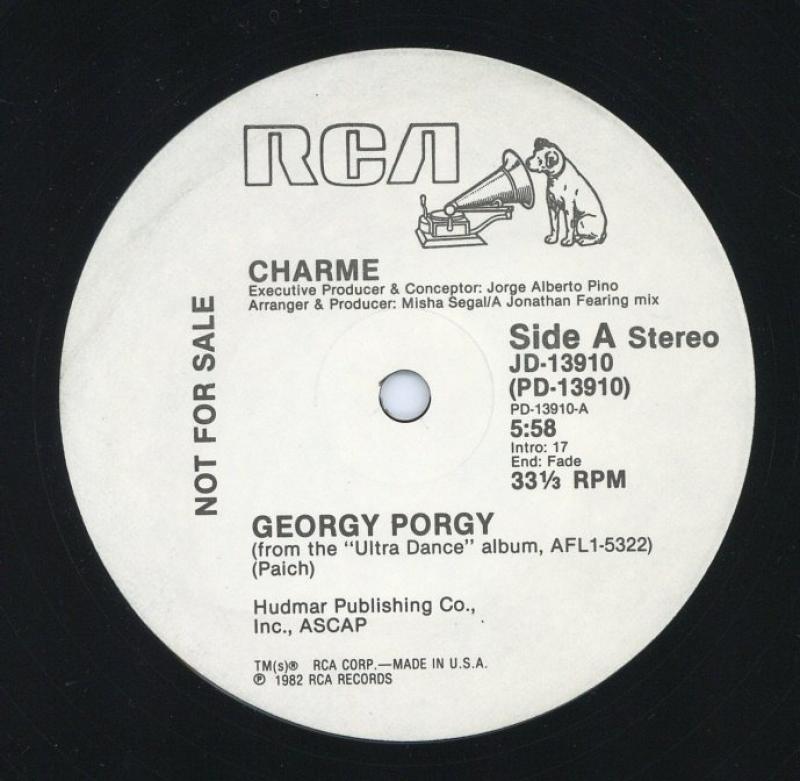 RCA
CHARME
Executive Producer & Conceptor: Jorge Alberto Pino
Arranger & Producer: Misha Segal/A Jonathan Fearing mix
NOT FOR SALE
Side A Stereo
JD-13910
(PD-13910)
PD-13910-A
5:58
Intro: 17
End: Fade
33⅓ RPM
GEORGY PORGY
(from the "Ultra Dance" album, AFL1-5322)
(Paich)
Hudmar Publishing Co.,
Inc., ASCAP
TM(s)® RCA CORP.—MADE IN U.S.A.
℗ 1982 RCA RECORDS